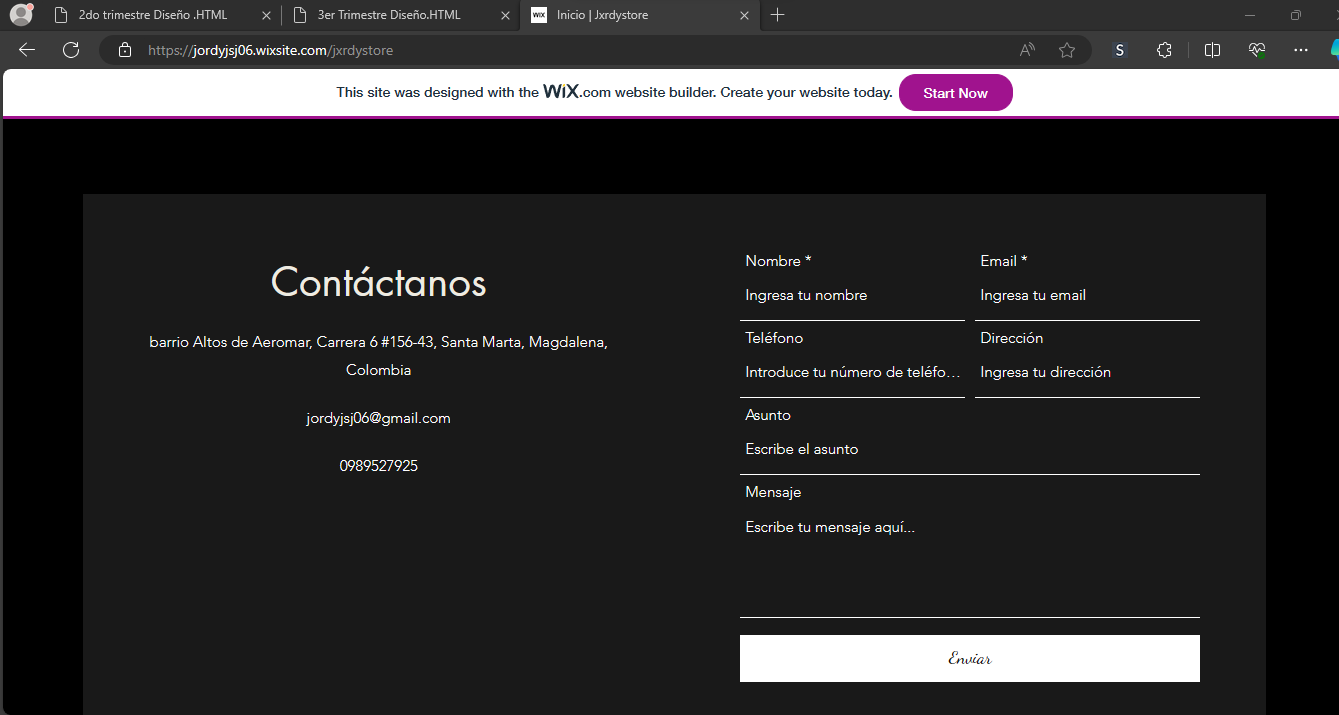 2do trimestre Diseño .HTML
3er Trimestre Diseño.HTML
WIX Inicio | Jxrdystore
https://jordyjsj06.wixsite.com/jxrdystore
S
This site was designed with the WiX.com website builder. Create your website today. Start Now
Contáctanos
barrio Altos de Aeromar, Carrera 6 #156-43, Santa Marta, Magdalena,
Colombia
jordyjsj06@gmail.com
0989527925
Nombre * Email *
Ingresa tu nombre Ingresa tu email
Teléfono Dirección
Introduce tu número de teléfo… Ingresa tu dirección
Asunto
Escribe el asunto
Mensaje
Escribe tu mensaje aquí...
Enviar